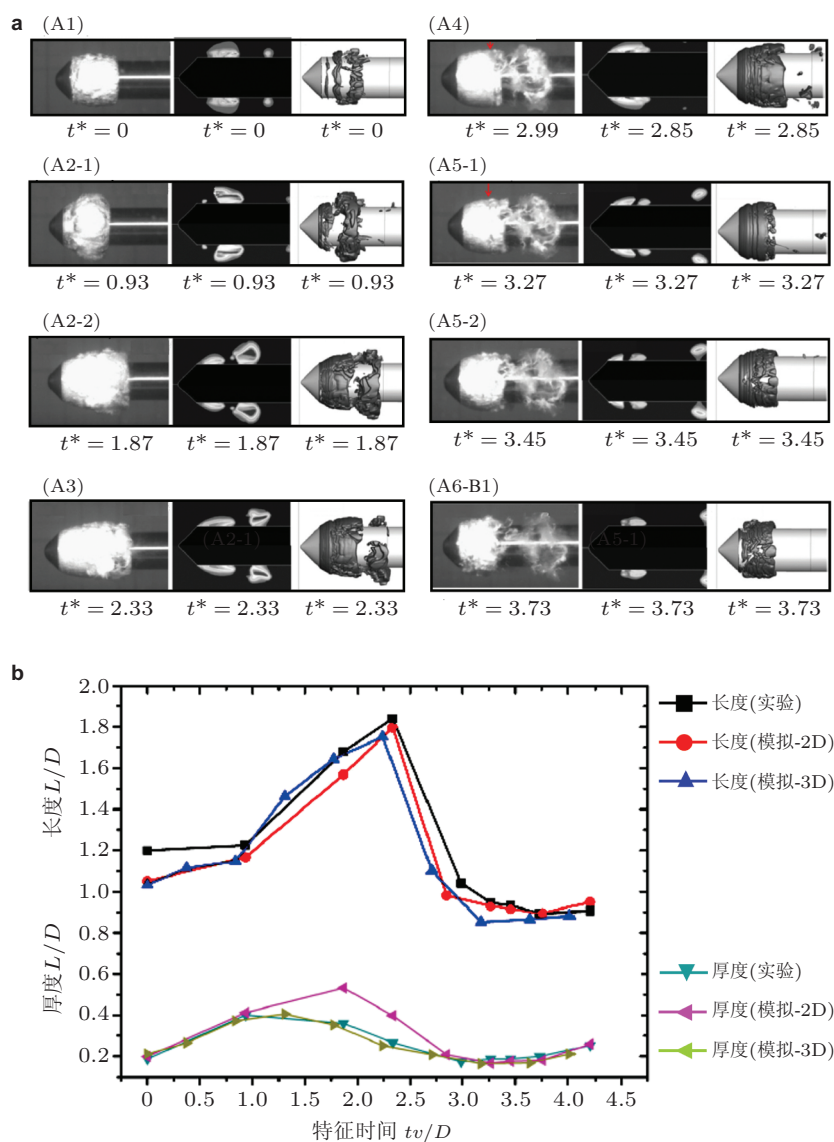 a
(A1)
t* = 0
t* = 0
t* = 0
(A2-1)
t* = 0.93
t* = 0.93
t* = 0.93
(A2-2)
t* = 1.87
t* = 1.87
t* = 1.87
(A3)
(A2-1)
t* = 2.33
t* = 2.33
t* = 2.33
(A4)
t* = 2.99
t* = 2.85
t* = 2.85
(A5-1)
t* = 3.27
t* = 3.27
t* = 3.27
(A5-2)
t* = 3.45
t* = 3.45
t* = 3.45
(A6-B1)
(A5-1)
t* = 3.73
t* = 3.73
t* = 3.73
b
长度L/D
厚度L/D
2.0
1.8
1.6
1.4
1.2
1.0
0.8
0.6
0.4
0.2
0
0.5
1.0
1.5
2.0
2.5
3.0
3.5
4.0
4.5
特征时间 tv/D
长度(实验)
长度(模拟-2D)
长度(模拟-3D)
厚度(实验)
厚度(模拟-2D)
厚度(模拟-3D)